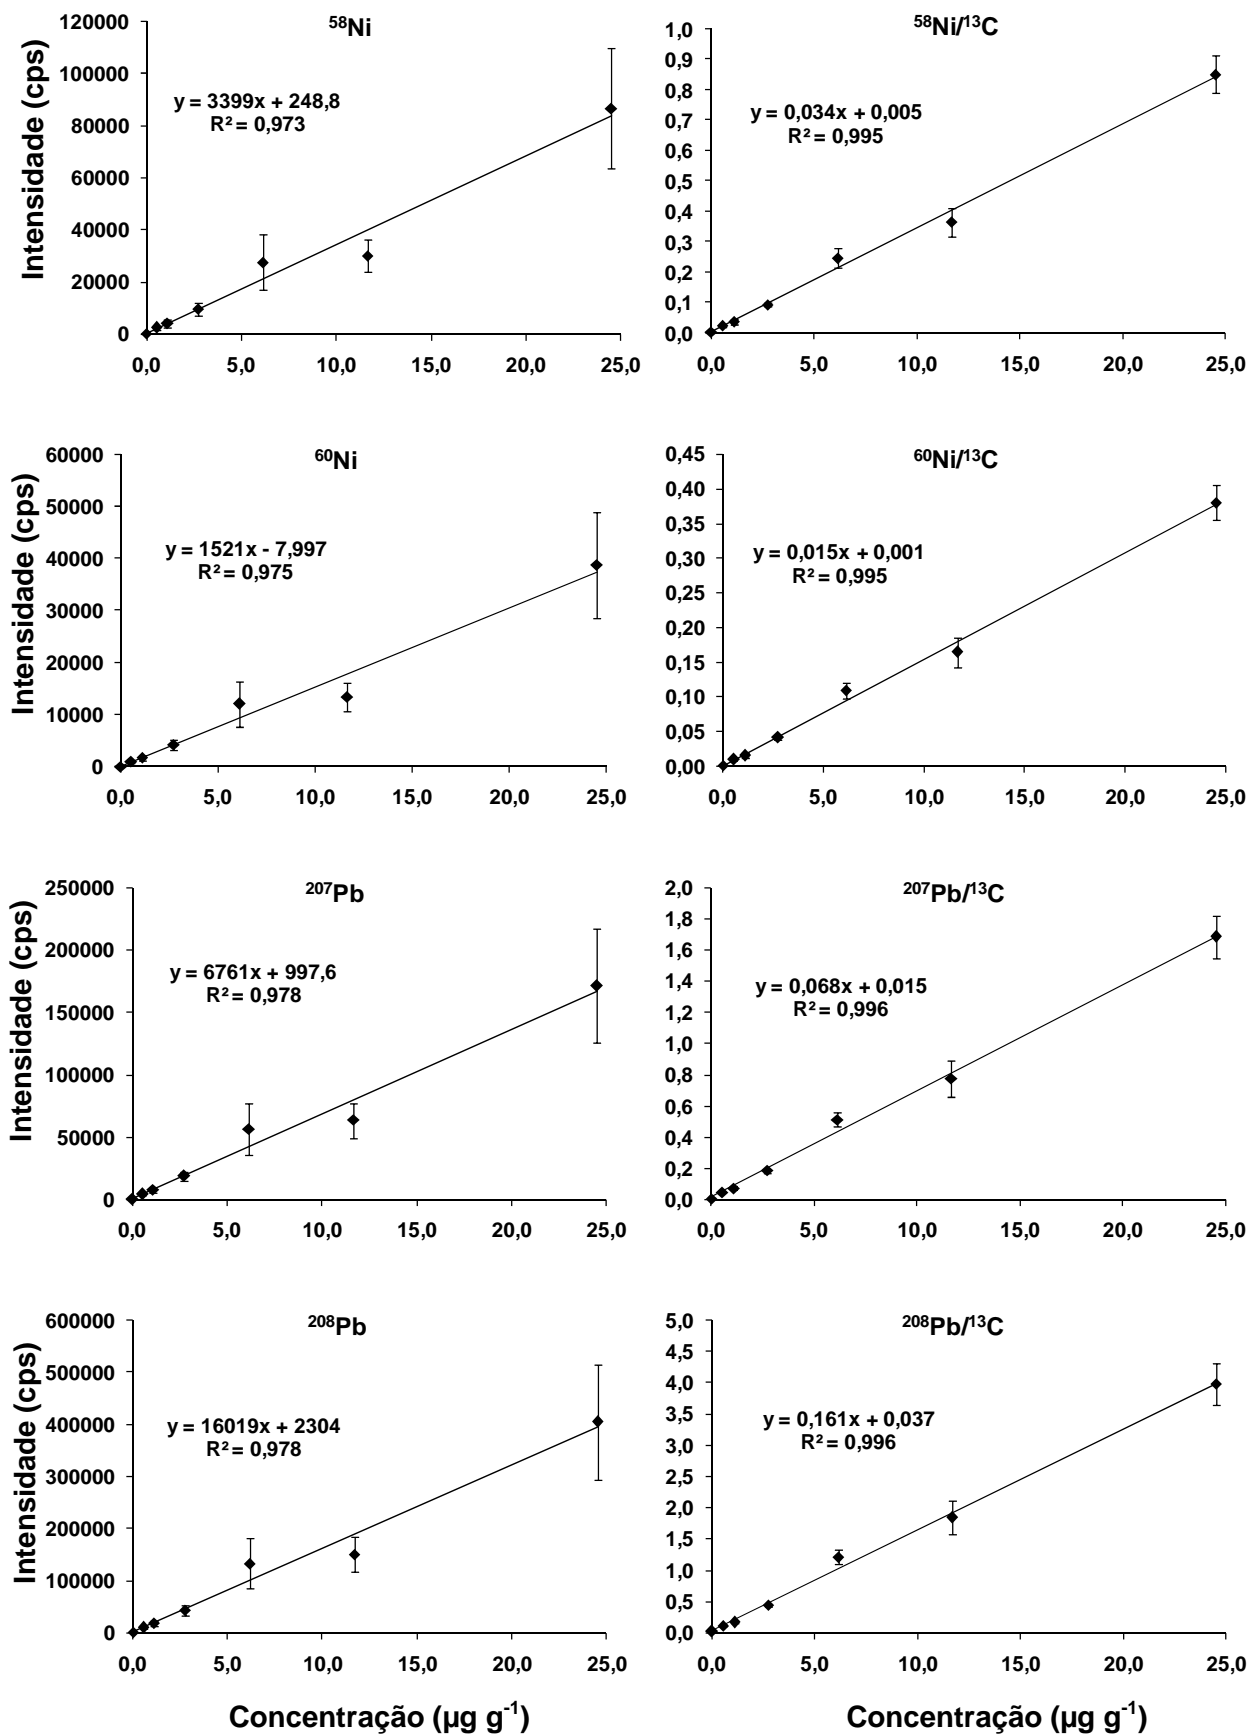 ⁵⁸Ni
Intensidade (cps)
120000
100000
80000
60000
40000
20000
0
y = 3399x + 248,8
R² = 0,973
0,0 5,0 10,0 15,0 20,0 25,0
⁵⁸Ni/¹³C
1,0
0,9
0,8
0,7
0,6
0,5
0,4
0,3
0,2
0,1
0,0
y = 0,034x + 0,005
R² = 0,995
0,0 5,0 10,0 15,0 20,0 25,0
⁶⁰Ni
Intensidade (cps)
60000
50000
40000
30000
20000
10000
0
y = 1521x - 7,997
R² = 0,975
0,0 5,0 10,0 15,0 20,0 25,0
⁶⁰Ni/¹³C
0,45
0,40
0,35
0,30
0,25
0,20
0,15
0,10
0,05
0,00
y = 0,015x + 0,001
R² = 0,995
0,0 5,0 10,0 15,0 20,0 25,0
²⁰⁷Pb
Intensidade (cps)
250000
200000
150000
100000
50000
0
y = 6761x + 997,6
R² = 0,978
0,0 5,0 10,0 15,0 20,0 25,0
²⁰⁷Pb/¹³C
2,0
1,8
1,6
1,4
1,2
1,0
0,8
0,6
0,4
0,2
0,0
y = 0,068x + 0,015
R² = 0,996
0,0 5,0 10,0 15,0 20,0 25,0
²⁰⁸Pb
Intensidade (cps)
600000
500000
400000
300000
200000
100000
0
y = 16019x + 2304
R² = 0,978
0,0 5,0 10,0 15,0 20,0 25,0
Concentração (µg g⁻¹)
²⁰⁸Pb/¹³C
5,0
4,5
4,0
3,5
3,0
2,5
2,0
1,5
1,0
0,5
0,0
y = 0,161x + 0,037
R² = 0,996
0,0 5,0 10,0 15,0 20,0 25,0
Concentração (µg g⁻¹)